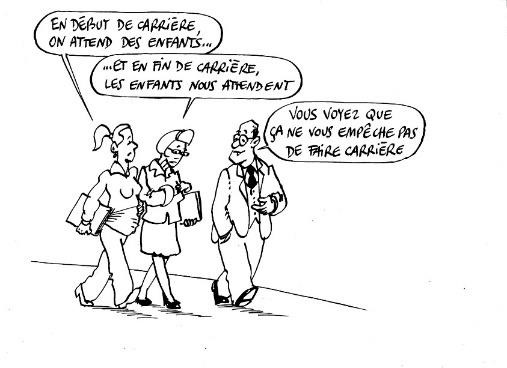 EN DÉBUT DE CARRIÈRE,
ON ATTEND DES ENFANTS...
...ET EN FIN DE CARRIÈRE,
LES ENFANTS NOUS ATTENDENT
VOUS VOYEZ QUE
ÇA NE VOUS EMPÊCHE PAS
DE FAIRE CARRIÈRE